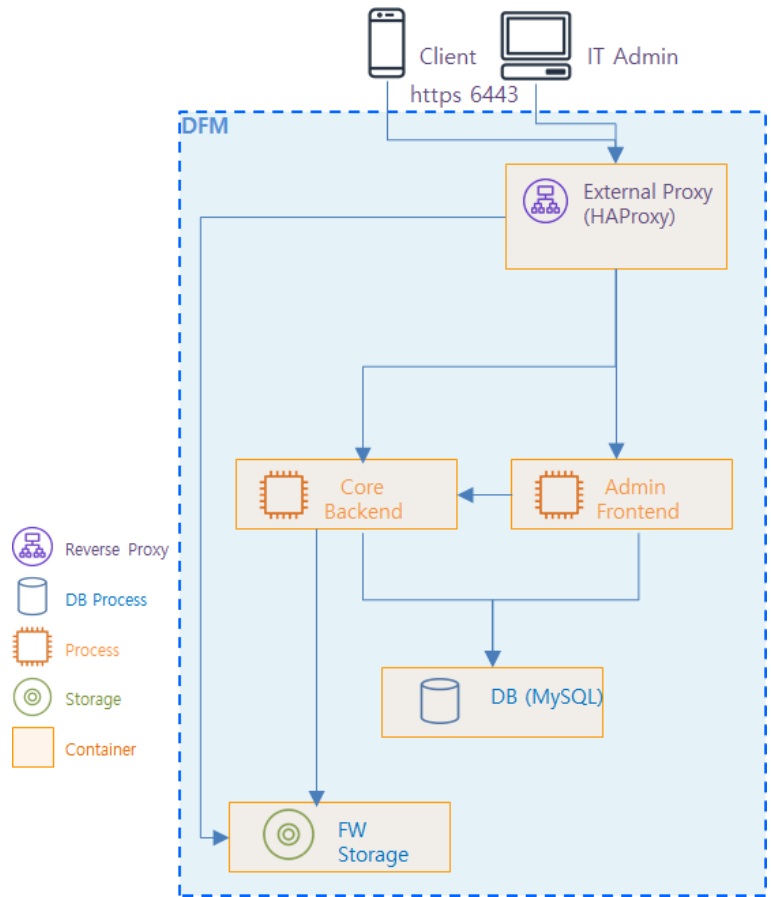 Client
IT Admin
https 6443
DFM
External Proxy
(HAProxy)
Core
Backend
Admin
Frontend
Reverse Proxy
DB Process
Process
Storage
Container
DB (MySQL)
FW
Storage